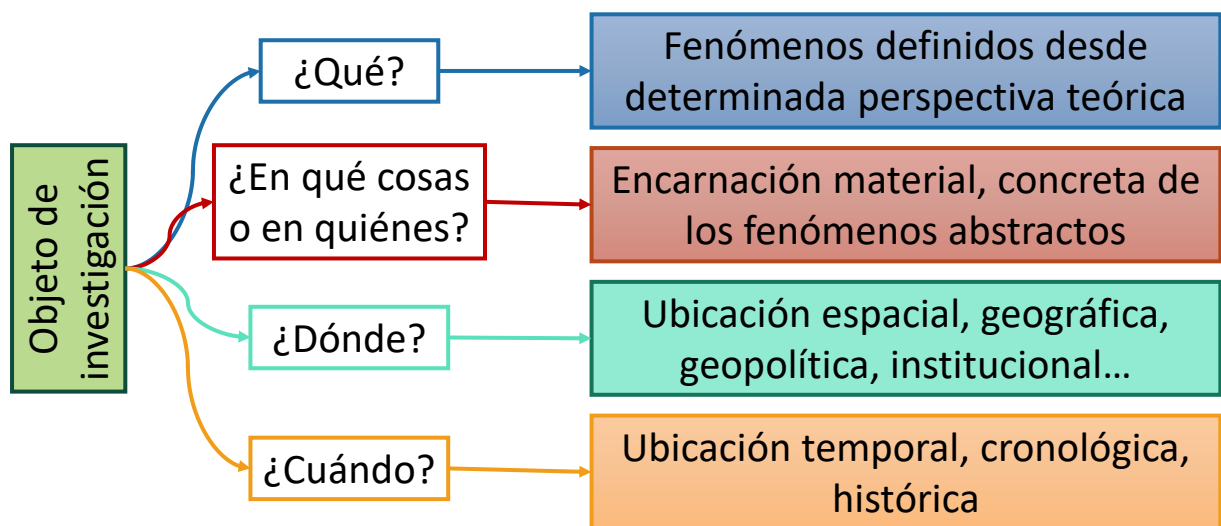 Objeto de
investigación
¿Qué?
Fenómenos definidos desde
determinada perspectiva teórica
¿En qué cosas
o en quiénes?
Encarnación material, concreta de
los fenómenos abstractos
¿Dónde?
Ubicación espacial, geográfica,
geopolítica, institucional…
¿Cuándo?
Ubicación temporal, cronológica,
histórica